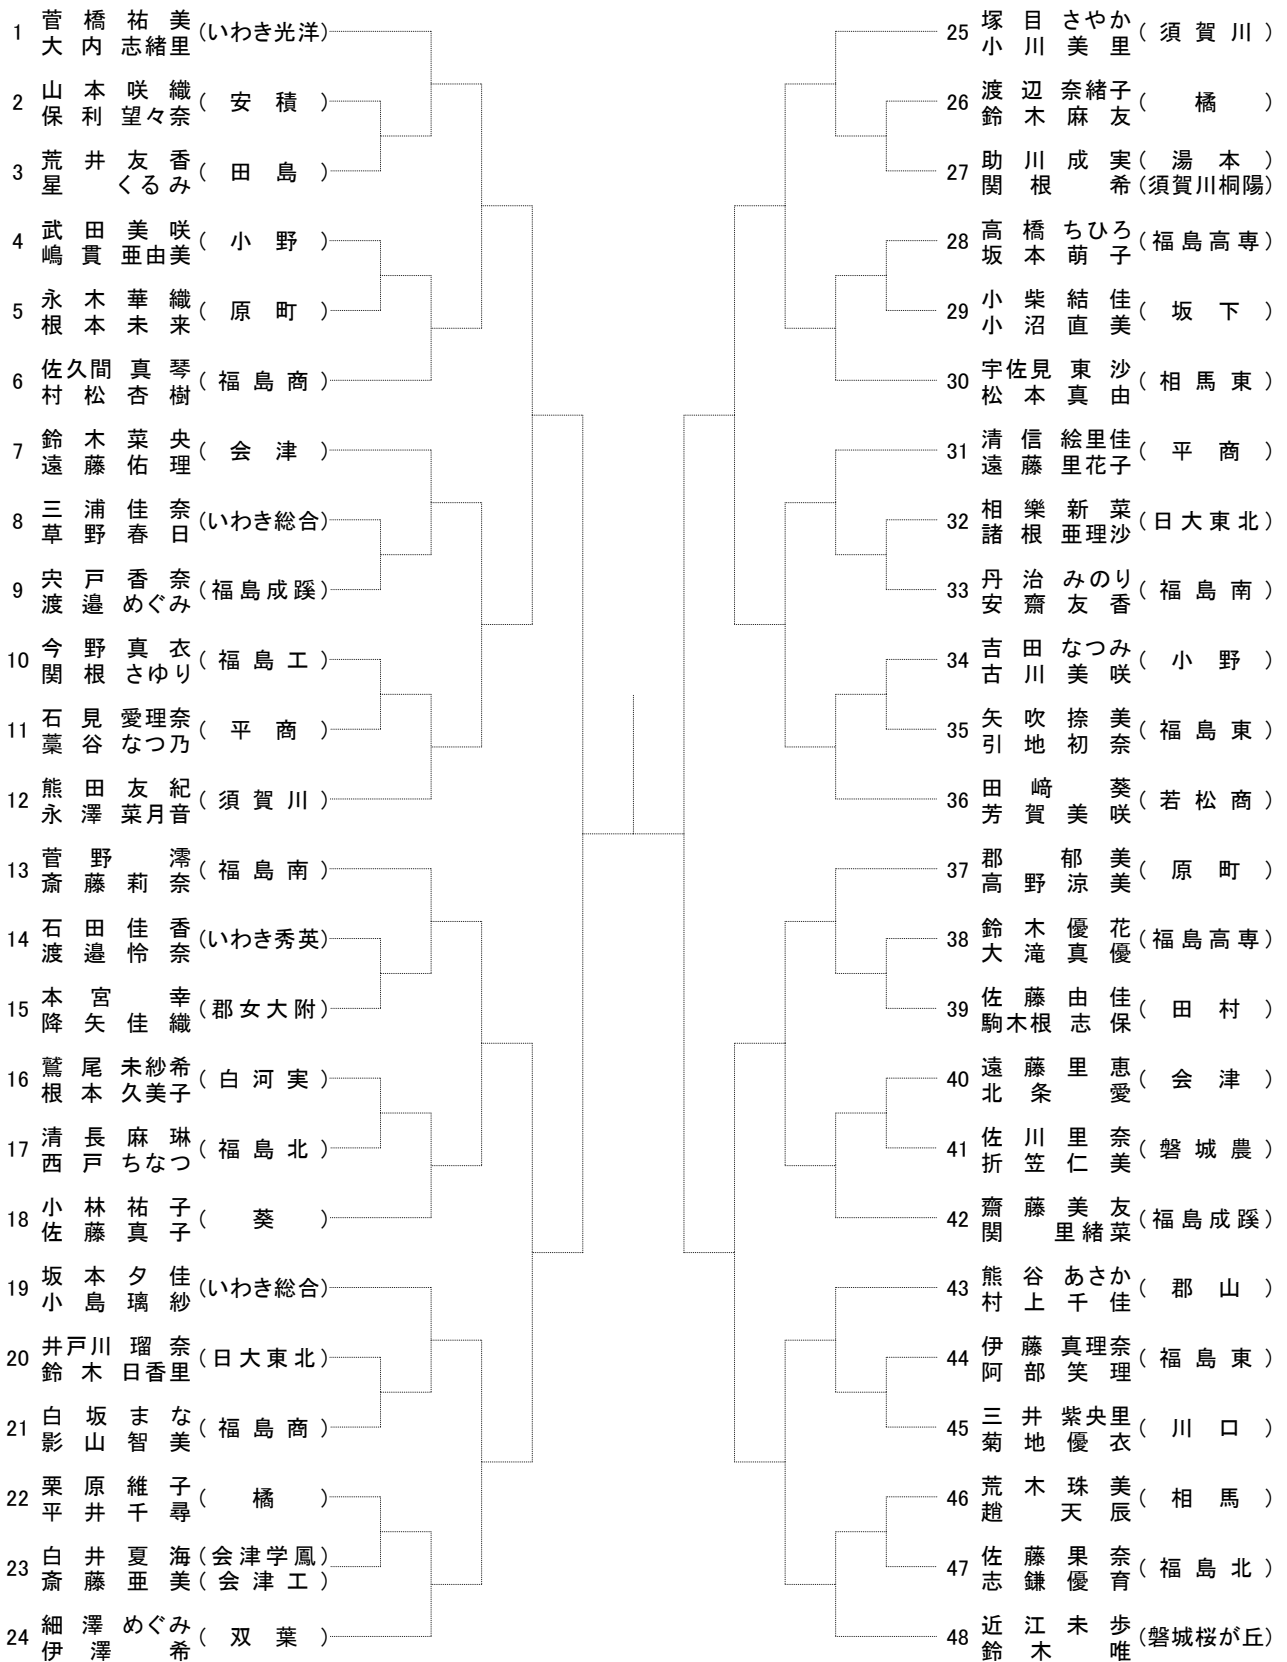 1 菅橋祐美 (いわき光洋)
大内志緒里
2 山本咲織 (安積)
保利望々奈
3 荒井友香 (田島)
星くるみ
4 武田美咲 (小野)
嶋貫亜由美
5 永木華織 (原町)
根本未来
6 佐久間真琴 (福島商)
村松杏樹
7 鈴木菜央 (会津)
遠藤佑理
8 三浦佳奈 (いわき総合)
草野春日
9 宍戸香奈 (福島成蹊)
渡邉めぐみ
10 今野真衣 (福島工)
関根さゆり
11 石見愛理奈 (平商)
藁谷なつ乃
12 熊田友紀 (須賀川)
永澤菜月音
13 菅野澪 (福島南)
斎藤莉奈
14 石田佳香 (いわき秀英)
渡邉怜奈
15 本宮幸 (郡女大附)
降矢佳織
16 鷲尾未紗希 (白河実)
根本久美子
17 清長麻琳 (福島北)
西戸ちなつ
18 小林祐子 (葵)
佐藤真子
19 坂本夕佳 (いわき総合)
小島璃紗
20 井戸川瑠奈 (日大東北)
鈴木日香里
21 白坂まな (福島商)
影山智美
22 栗原維子 (橘)
平井千尋
23 白井夏海 (会津学鳳)
斎藤亜美 (会津工)
24 細澤めぐみ (双葉)
伊澤希
25 塚目さやか (須賀川)
小川美里
26 渡辺奈緒子 (橘)
鈴木麻友
27 助川成実 (湯本)
関根希 (須賀川桐陽)
28 高橋ちひろ (福島高専)
坂本萌子
29 小柴結佳 (坂下)
小沼直美
30 宇佐見東沙 (相馬東)
松本真由
31 清信絵里佳 (平商)
遠藤里花子
32 相樂新菜 (日大東北)
諸根亜理沙
33 丹治みのり (福島南)
安齋友香
34 吉田なつみ (小野)
古川美咲
35 矢吹捺美 (福島東)
引地初奈
36 田﨑葵 (若松商)
芳賀美咲
37 郡郁美 (原町)
高野涼美
38 鈴木優花 (福島高専)
大滝真優
39 佐藤由佳 (田村)
駒木根志保
40 遠藤里恵 (会津)
北条愛
41 佐川里奈 (磐城農)
折笠仁美
42 齋藤美友 (福島成蹊)
関里緒菜
43 熊谷あさか (郡山)
村上千佳
44 伊藤真理奈 (福島東)
阿部笑理
45 三井紫央里 (川口)
菊地優衣
46 荒木珠美 (相馬)
趙天辰
47 佐藤果奈 (福島北)
志鎌優育
48 近江未歩 (磐城桜が丘)
鈴木唯